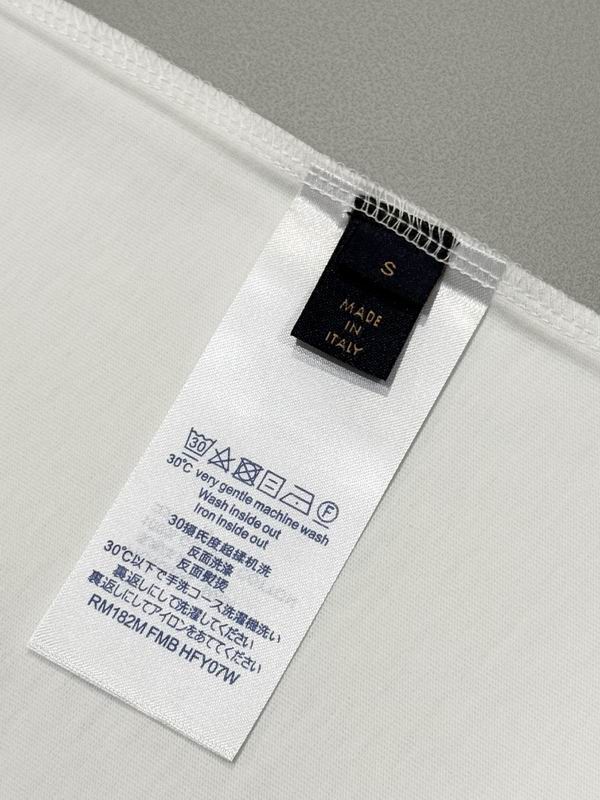 S
MADE
IN
ITALY
30
F
30°C very gentle machine wash
Wash inside out
Iron inside out
30摄氏度超揉机洗
反面洗涤
反面熨烫
30℃以下で手洗コース洗濯機洗い
裏返しにして洗濯してください
裏返しにしてアイロンをあててください
RM182M FMB HFY07W